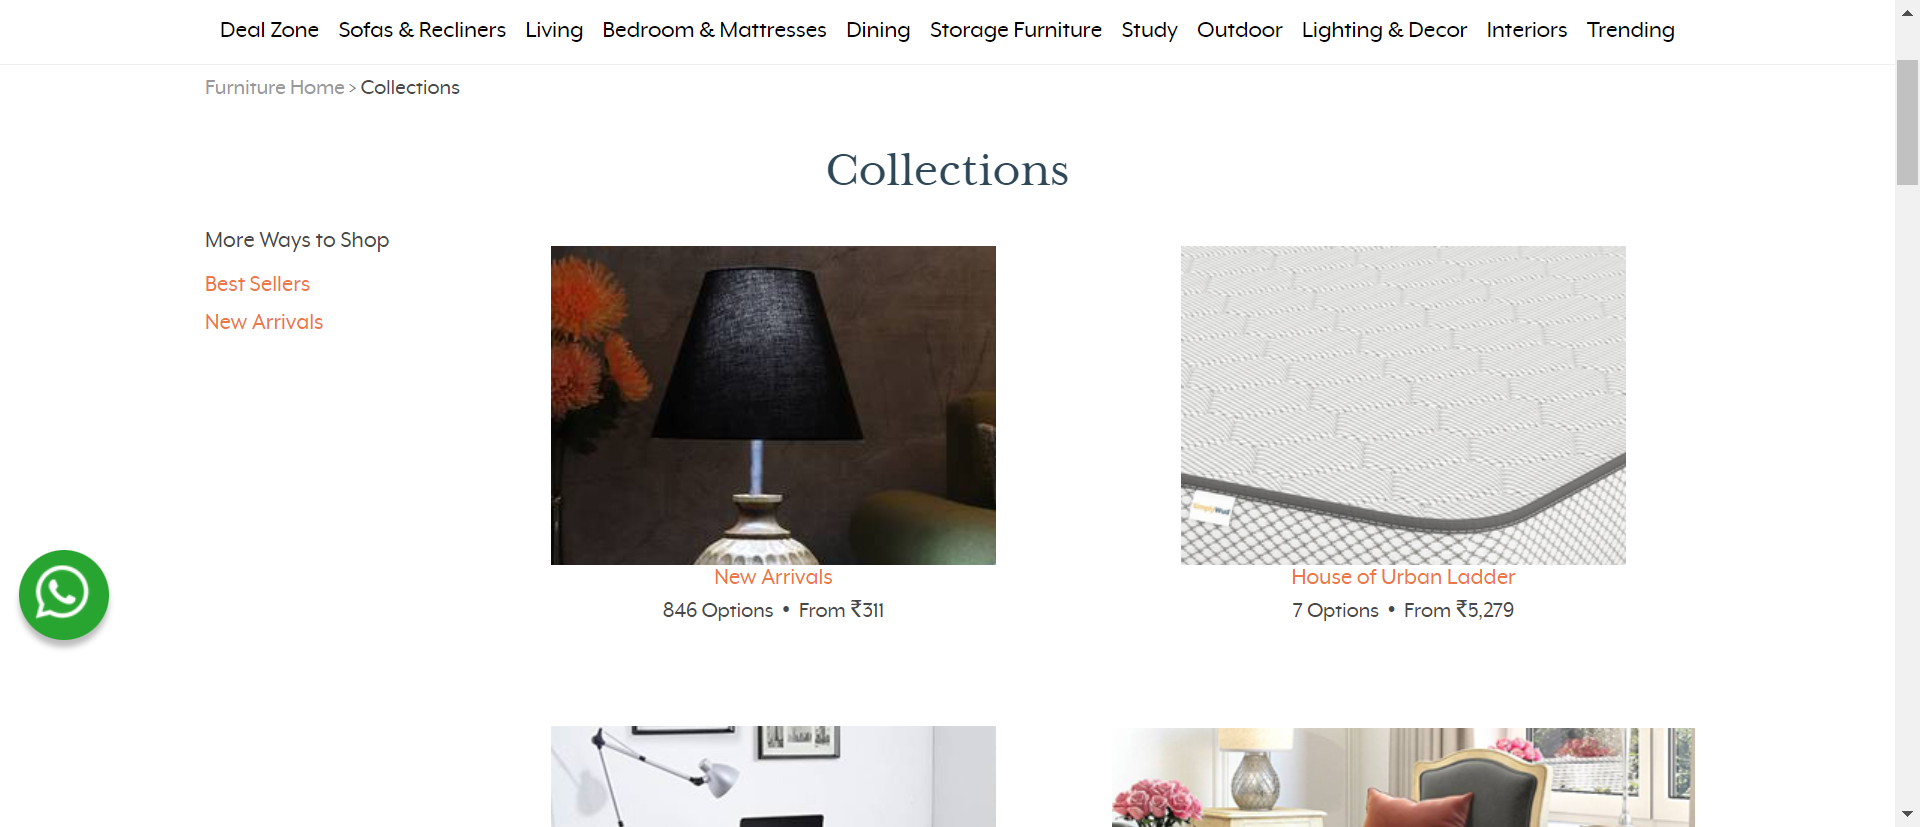 Deal Zone Sofas & Recliners Living Bedroom & Mattresses Dining Storage Furniture Study Outdoor Lighting & Decor Interiors Trending
Furniture Home > Collections
Collections
More Ways to Shop
Best Sellers
New Arrivals
SimplyWud
New Arrivals
846 Options • From ₹311
House of Urban Ladder
7 Options • From ₹5,279